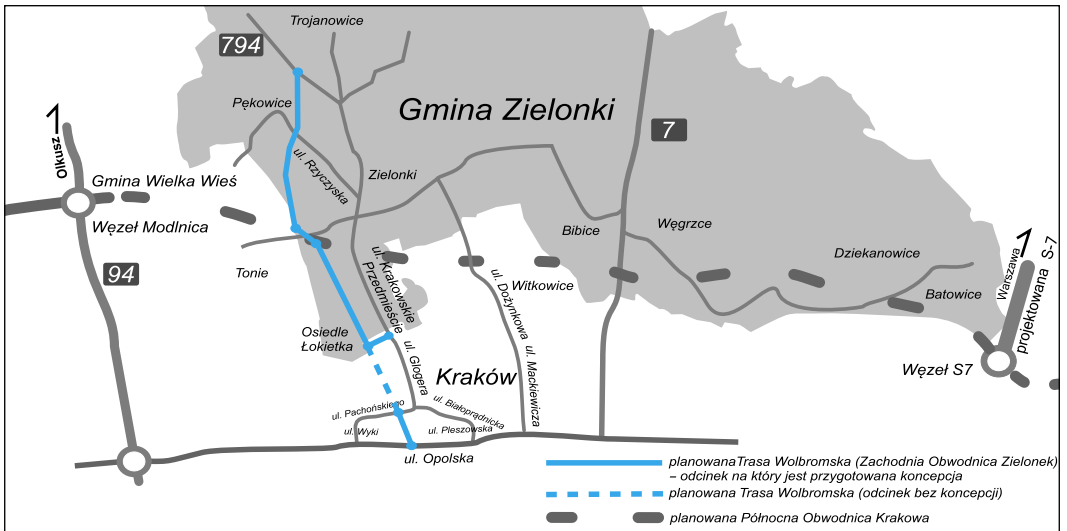 Trojanowice
794
Pękowice
Gmina Zielonki
7
Olkusz
ul. Rzyczyska
Zielonki
Gmina Wielka Wieś
Węzeł Modlnica
Bibice
Węgrzce
94
Tonie
ul. Krakowskie
Przedmieście
ul. Dożynkowa
Witkowice
Dziekanowice
Batowice
Warszawa
projektowana S-7
Osiedle
Łokietka
ul. Glogera
Kraków
ul. Mackiewicza
Węzeł S7
ul. Pachońskiego
ul. Białoprądnicka
ul. Wyki
ul. Pleszowska
ul. Opolska
planowanaTrasa Wolbromska (Zachodnia Obwodnica Zielonek)
– odcinek na który jest przygotowana koncepcja
planowana Trasa Wolbromska (odcinek bez koncepcji)
planowana Północna Obwodnica Krakowa